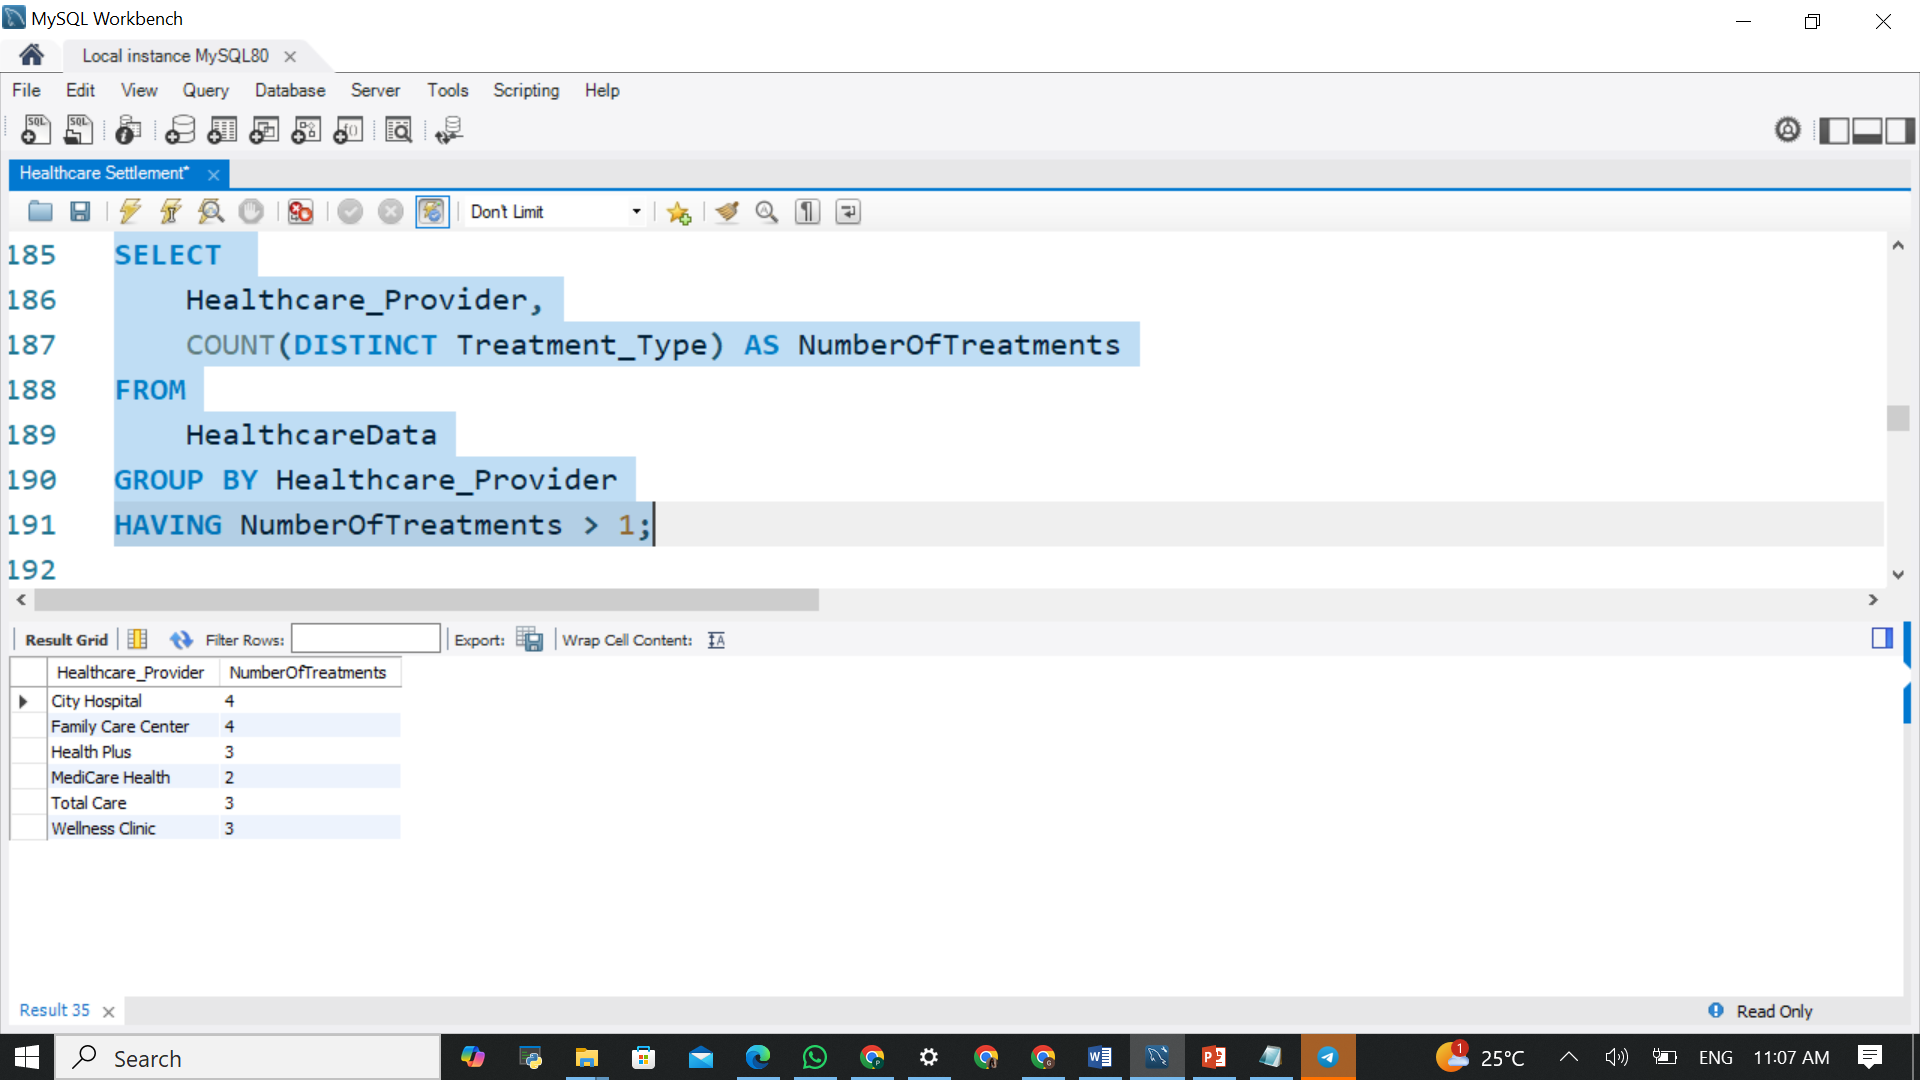 MySQL Workbench
Local instance MySQL80
File Edit View Query Database Server Tools Scripting Help
Healthcare Settlement*
Don't Limit
185 SELECT
186 Healthcare_Provider,
187 COUNT(DISTINCT Treatment_Type) AS NumberOfTreatments
188 FROM
189 HealthcareData
190 GROUP BY Healthcare_Provider
191 HAVING NumberOfTreatments > 1;
192
Result Grid Filter Rows: Export: Wrap Cell Content:
Healthcare_Provider NumberOfTreatments
City Hospital 4
Family Care Center 4
Health Plus 3
MediCare Health 2
Total Care 3
Wellness Clinic 3
Result 35 Read Only
Search 1 25°C ENG 11:07 AM